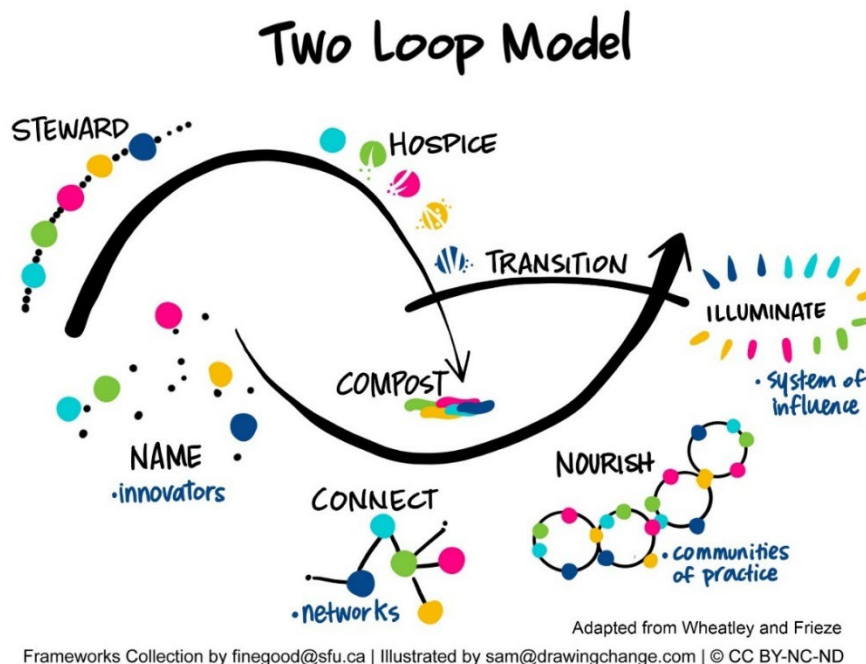 Two Loop Model
STEWARD
HOSPICE
TRANSITION
ILLUMINATE
• system of
influence
COMPOST
NAME
• innovators
CONNECT
• networks
NOURISH
• communities
of practice
Adapted from Wheatley and Frieze
Frameworks Collection by finegood@sfu.ca | Illustrated by sam@drawingchange.com | © CC BY-NC-ND